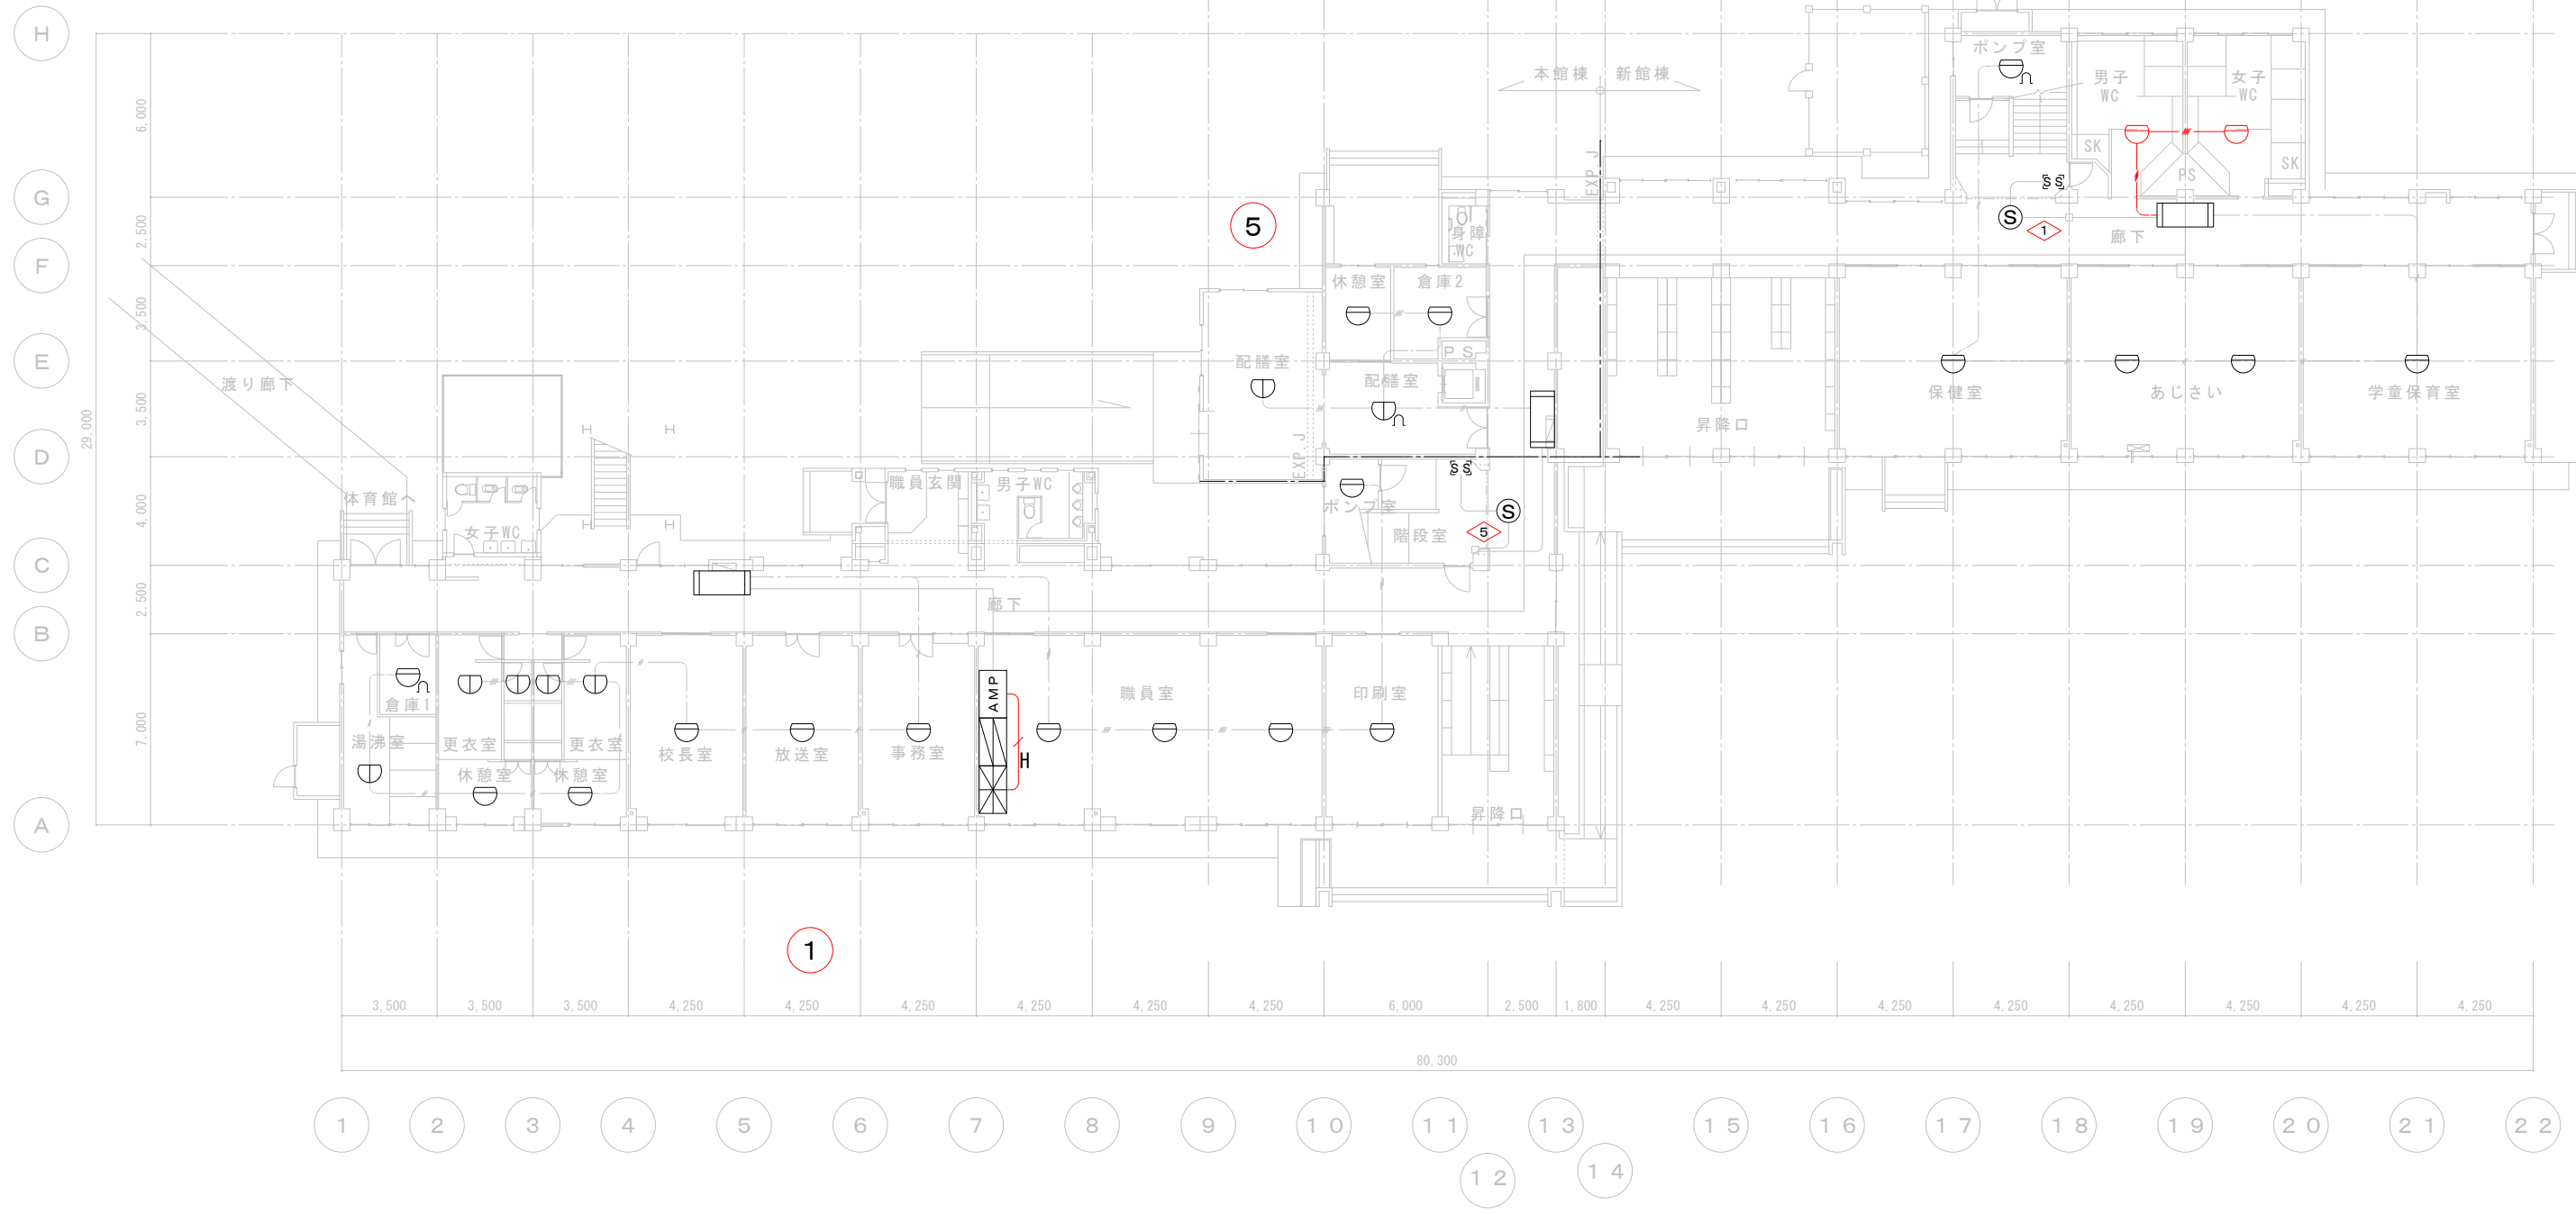 H
G
F
E
D
C
B
A
6,000
2,500
3,500
3,500
4,000
2,500
7,000
29,000
本館棟 新館棟
EXP.J
ポンプ室
男子
WC
女子
WC
SK
SK
PS
SS
S
1
廊下
5
身障
WC
休憩室
倉庫2
PS
配膳室
配膳室
EXP.J
SS
S
5
ポンプ室
階段室
昇降口
保健室
あじさい
学童保育室
渡り廊下
体育館へ
女子WC
H
H
H
H
職員玄関
男子WC
廊下
倉庫1
湯沸室
更衣室
更衣室
休憩室
休憩室
校長室
放送室
事務室
AMP
H
職員室
印刷室
昇降口
1
3,500 3,500 3,500 4,250 4,250 4,250 4,250 4,250 4,250 6,000 2,500 1,800 4,250 4,250 4,250 4,250 4,250 4,250 4,250 4,250
80,300
1 2 3 4 5 6 7 8 9 10 11 13 15 16 17 18 19 20 21 22
12 14